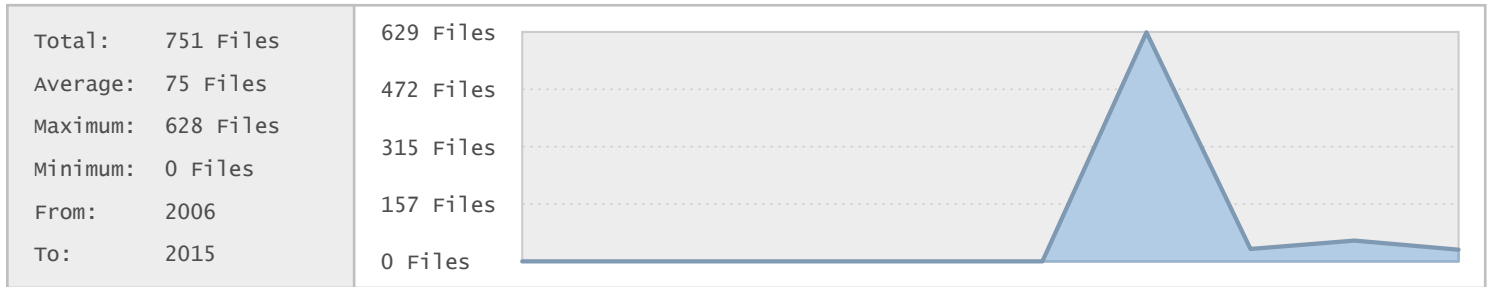 Total: 751 Files
Average: 75 Files
Maximum: 628 Files
Minimum: 0 Files
From: 2006
To: 2015
629 Files
472 Files
315 Files
157 Files
0 Files